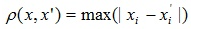 ρ(x, x') = max(| x_i − x_i^' |)